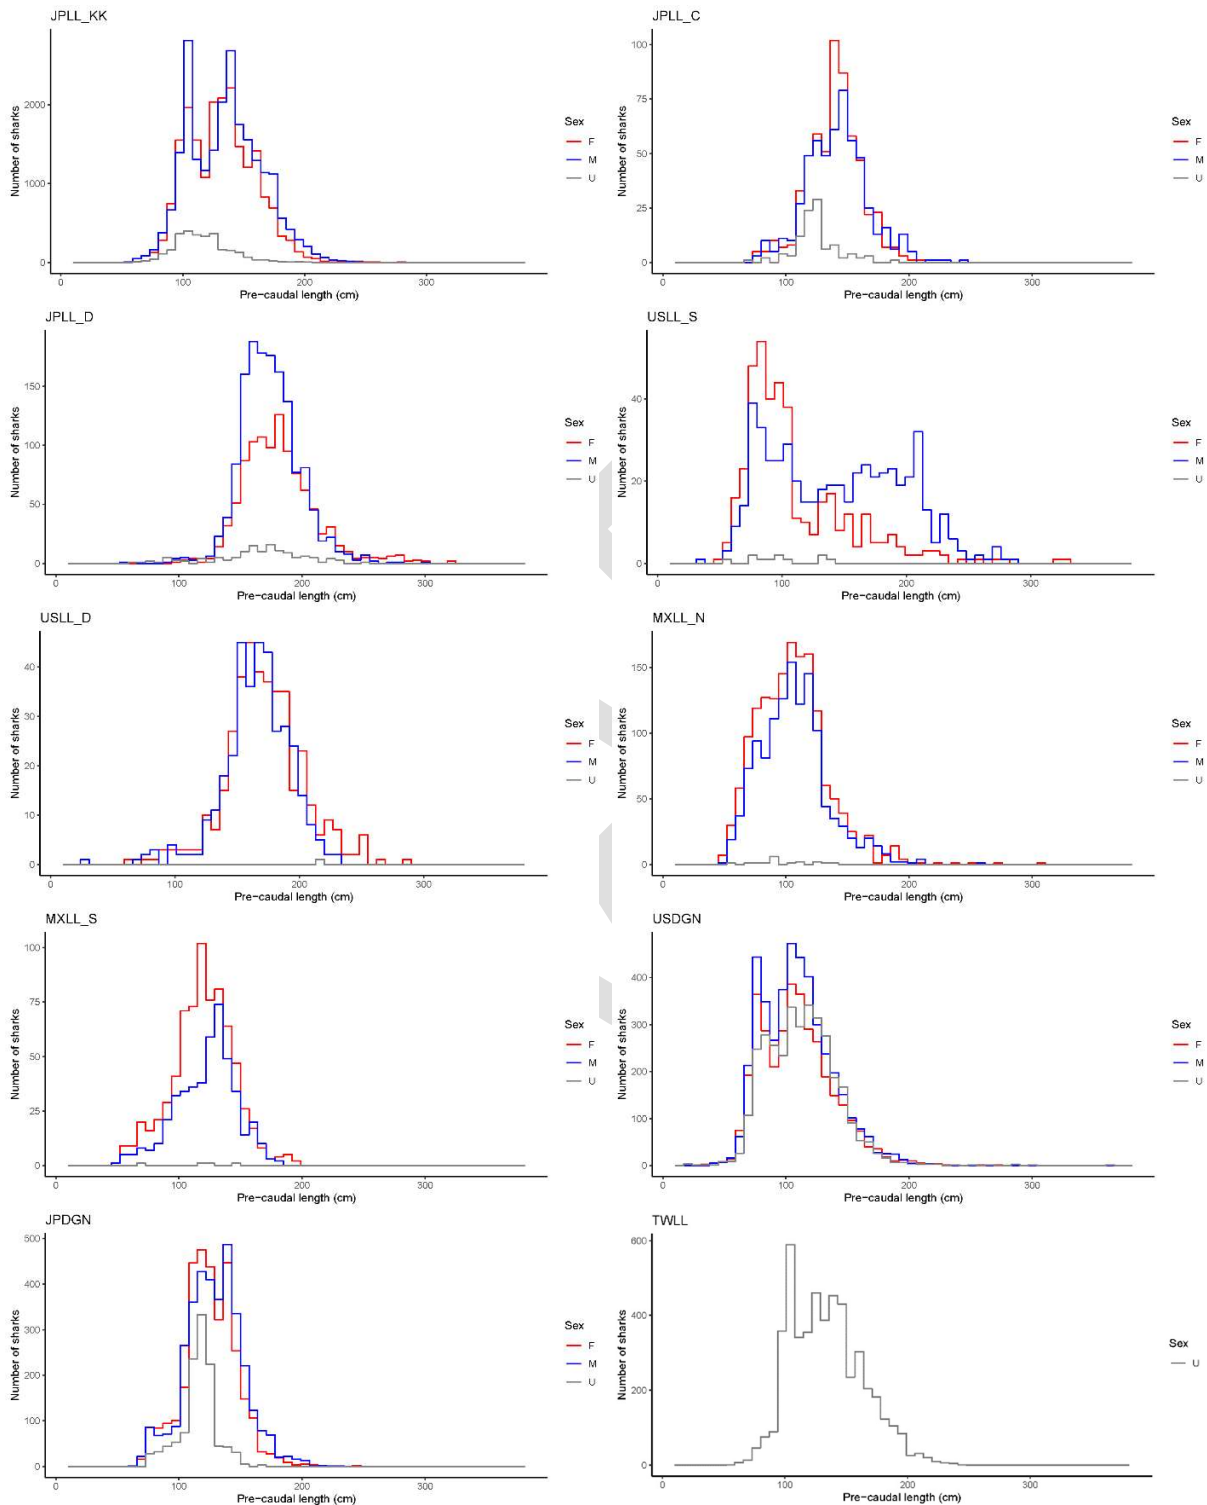 JPLL_KK
Number of sharks
2000
1000
0
0
100
200
300
Pre-caudal length (cm)
Sex
F
M
U
JPLL_C
Number of sharks
100
75
50
25
0
0
100
200
300
Pre-caudal length (cm)
Sex
F
M
U
JPLL_D
Number of sharks
150
100
50
0
0
100
200
300
Pre-caudal length (cm)
Sex
F
M
U
USLL_S
Number of sharks
40
20
0
0
100
200
300
Pre-caudal length (cm)
Sex
F
M
U
USLL_D
Number of sharks
40
30
20
10
0
0
100
200
300
Pre-caudal length (cm)
Sex
F
M
U
MXLL_N
Number of sharks
150
100
50
0
0
100
200
300
Pre-caudal length (cm)
Sex
F
M
U
MXLL_S
Number of sharks
100
75
50
25
0
0
100
200
300
Pre-caudal length (cm)
Sex
F
M
U
USDGN
Number of sharks
400
300
200
100
0
0
100
200
300
Pre-caudal length (cm)
Sex
F
M
U
JPDGN
Number of sharks
500
400
300
200
100
0
0
100
200
300
Pre-caudal length (cm)
Sex
F
M
U
TWLL
Number of sharks
600
400
200
0
0
100
200
300
Pre-caudal length (cm)
Sex
U